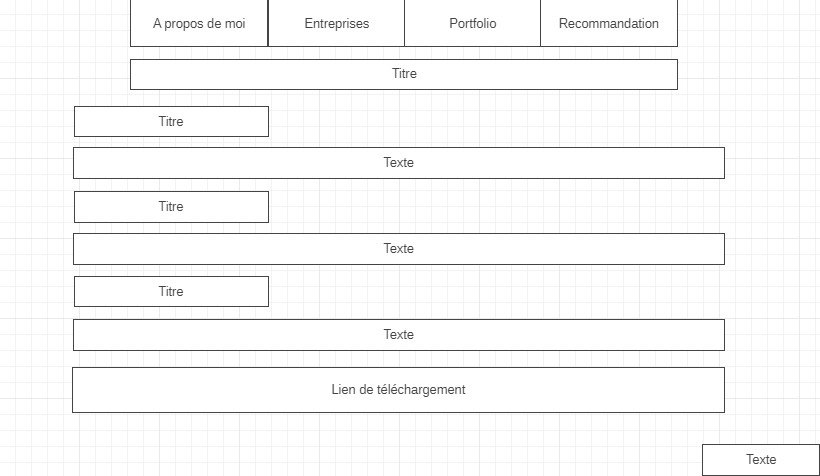 A propos de moi Entreprises Portfolio Recommandation
Titre
Titre
Texte
Titre
Texte
Titre
Texte
Lien de téléchargement
Texte